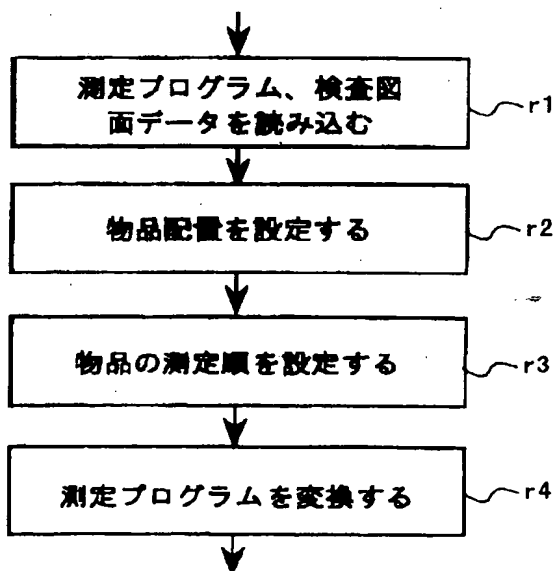 測定プログラム、検査図
面データを読み込む
r1
物品配置を設定する
r2
物品の測定順を設定する
r3
測定プログラムを変換する
r4